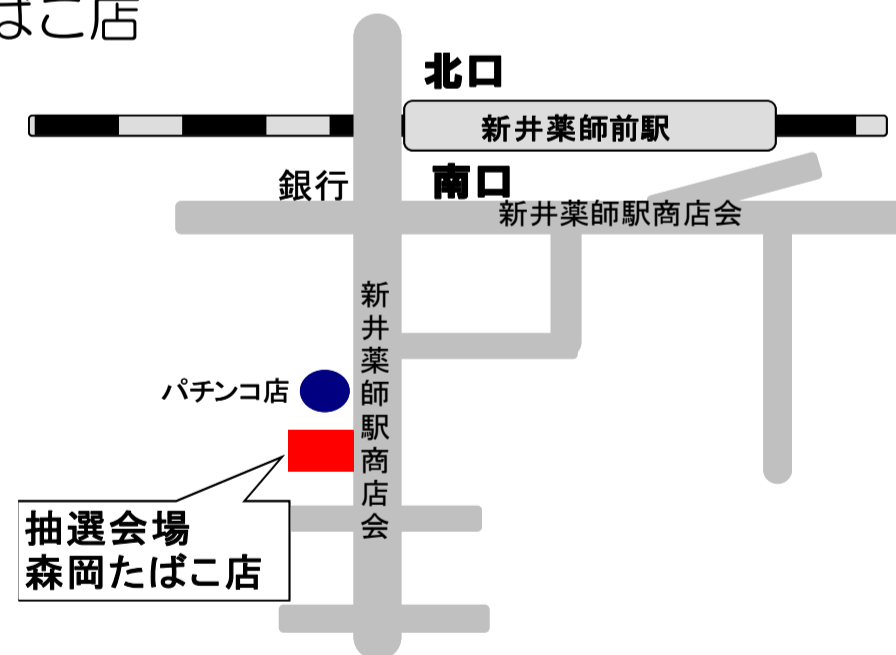 ばこ店
北口
新井薬師前駅
銀行
南口
新井薬師駅商店会
新井薬師駅商店会
パチンコ店
抽選会場
森岡たばこ店